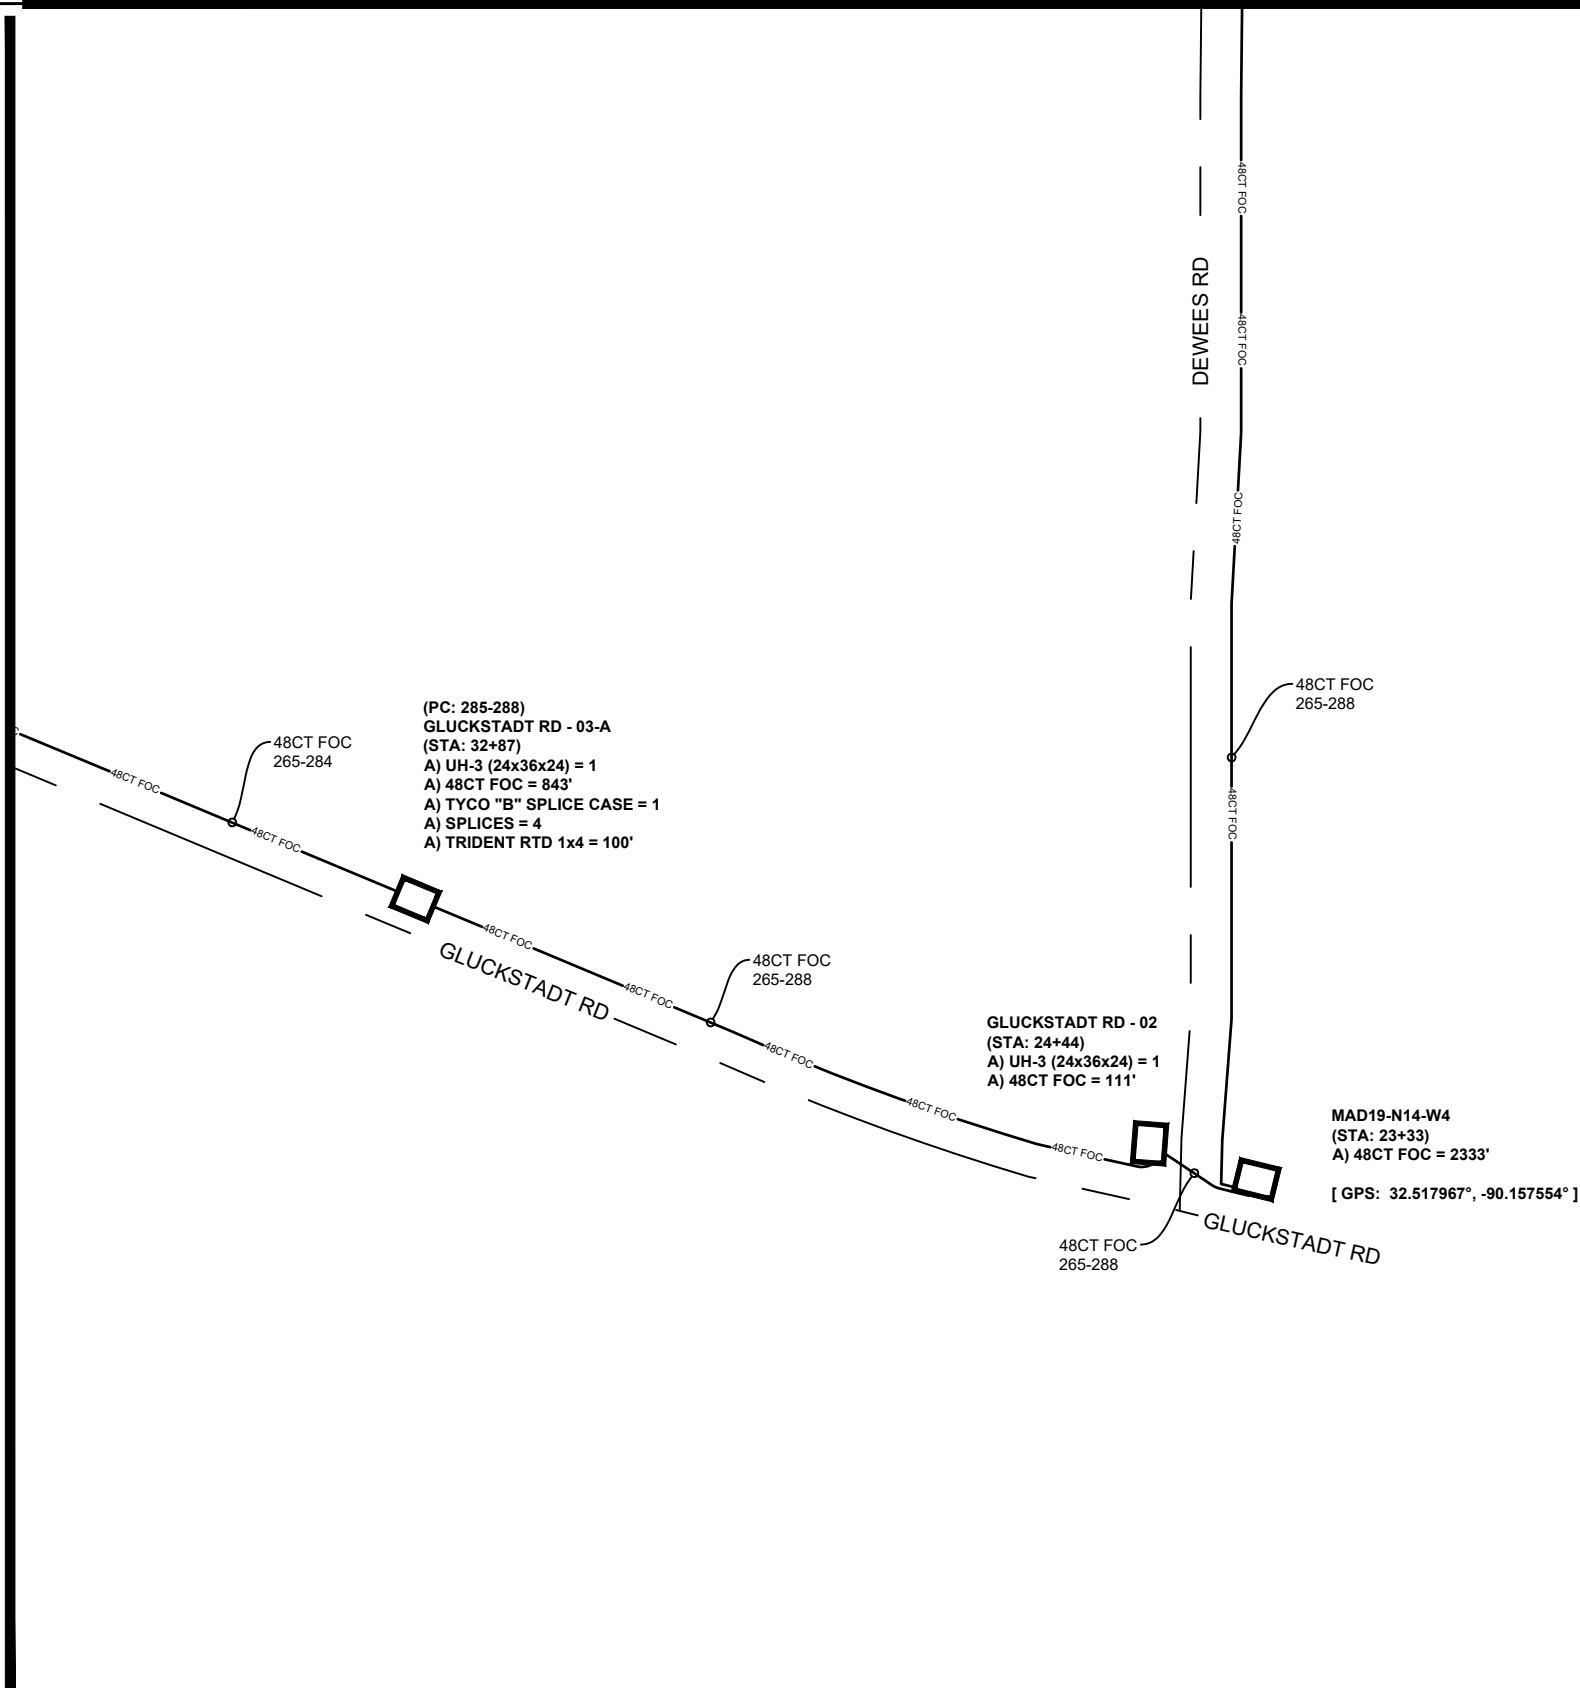 48CT FOC
48CT FOC
DEWEES RD
48CT FOC
48CT FOC
265-288
48CT FOC
(PC: 285-288)
GLUCKSTADT RD - 03-A
(STA: 32+87)
A) UH-3 (24x36x24) = 1
A) 48CT FOC = 843'
A) TYCO "B" SPLICE CASE = 1
A) SPLICES = 4
A) TRIDENT RTD 1x4 = 100'
48CT FOC
265-284
48CT FOC
48CT FOC
48CT FOC
GLUCKSTADT RD
48CT FOC
265-288
48CT FOC
48CT FOC
48CT FOC
48CT FOC
GLUCKSTADT RD - 02
(STA: 24+44)
A) UH-3 (24x36x24) = 1
A) 48CT FOC = 111'
MAD19-N14-W4
(STA: 23+33)
A) 48CT FOC = 2333'
[ GPS: 32.517967°, -90.157554° ]
GLUCKSTADT RD
48CT FOC
265-288